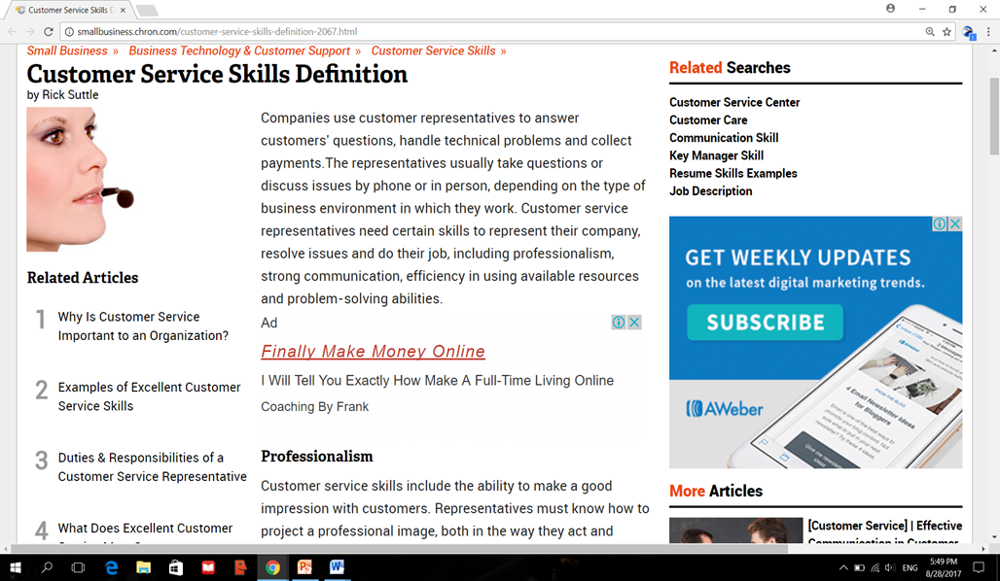 Customer Service Skills D
smallbusiness.chron.com/customer-service-skills-definition-2067.html
Small Business » Business Technology & Customer Support » Customer Service Skills »
Customer Service Skills Definition
by Rick Suttle
Companies use customer representatives to answer
customers' questions, handle technical problems and collect
payments.The representatives usually take questions or
discuss issues by phone or in person, depending on the type of
business environment in which they work. Customer service
representatives need certain skills to represent their company,
resolve issues and do their job, including professionalism,
strong communication, efficiency in using available resources
and problem-solving abilities.
Ad
Finally Make Money Online
I Will Tell You Exactly How Make A Full-Time Living Online
Coaching By Frank
Professionalism
Customer service skills include the ability to make a good
impression with customers. Representatives must know how to
project a professional image, both in the way they act and
Related Articles
1 Why Is Customer Service
Important to an Organization?
2 Examples of Excellent Customer
Service Skills
3 Duties & Responsibilities of a
Customer Service Representative
4 What Does Excellent Customer
Related Searches
Customer Service Center
Customer Care
Communication Skill
Key Manager Skill
Resume Skills Examples
Job Description
GET WEEKLY UPDATES
on the latest digital marketing trends.
SUBSCRIBE
AWeber
4 Email Newsletter Ideas
for Bloggers
More Articles
[Customer Service] | Effective
Communication in Customer
ENG
5:49 PM
8/28/2017